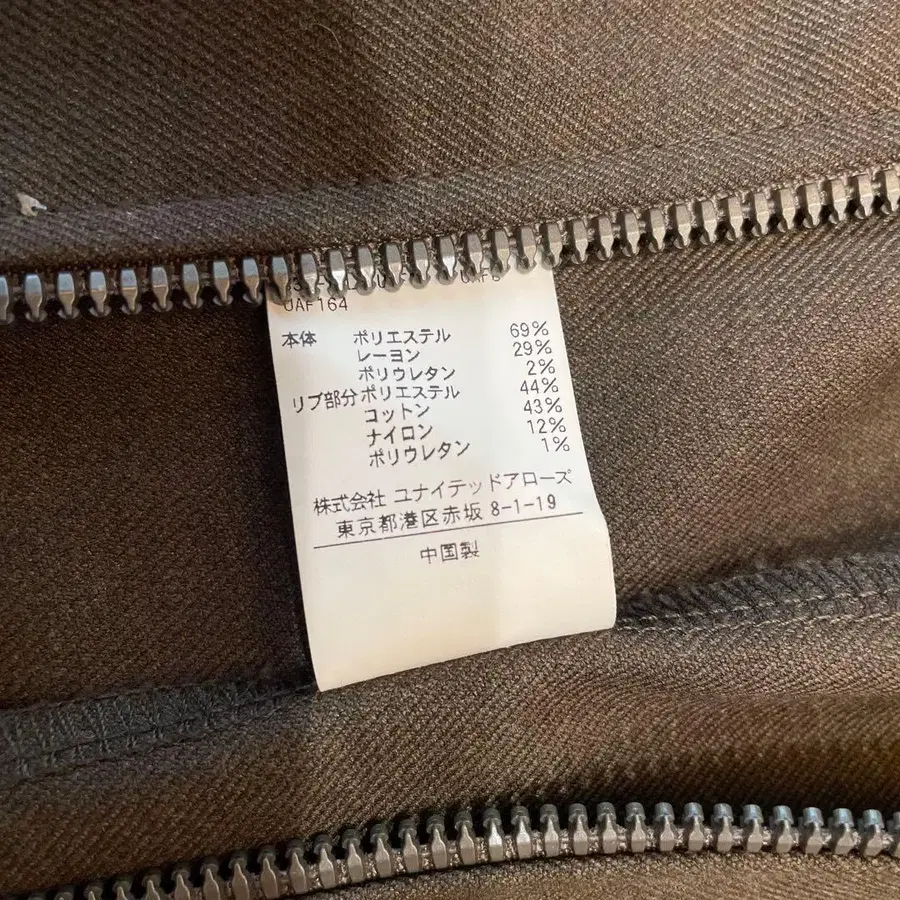 UAF164
本体 ポリエステル 69%
レーヨン 29%
ポリウレタン 2%
リブ部分 ポリエステル 44%
コットン 43%
ナイロン 12%
ポリウレタン 1%
株式会社 ユナイテッドアローズ
東京都港区赤坂 8-1-19
中国製